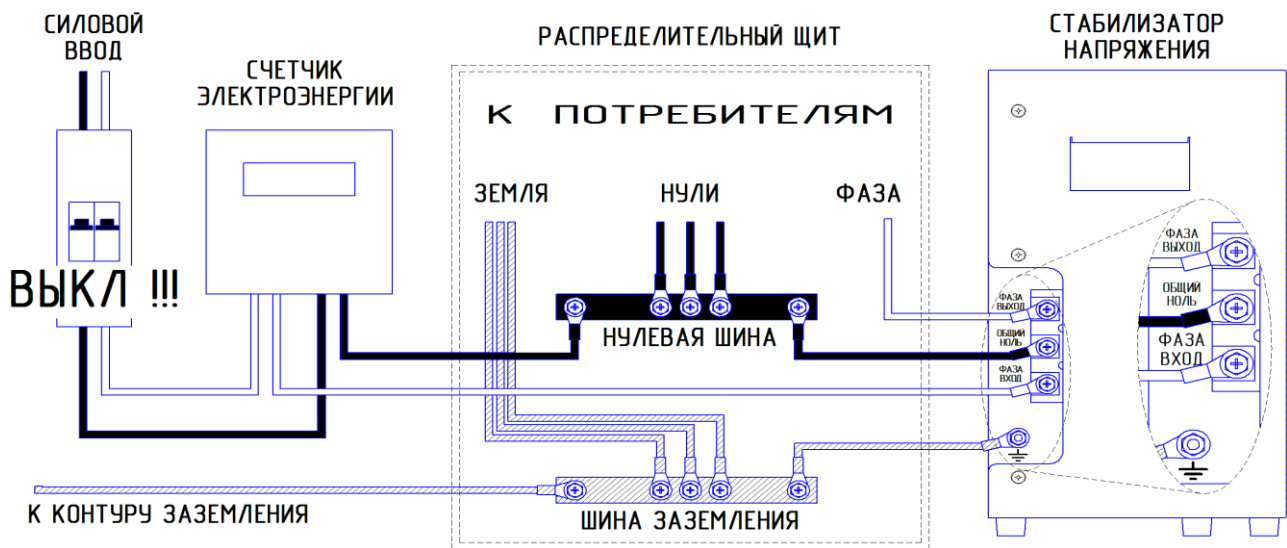 СИЛОВОЙ
ВВОД
СЧЕТЧИК
ЭЛЕКТРОЭНЕРГИИ
РАСПРЕДЕЛИТЕЛЬНЫЙ ЩИТ
СТАБИЛИЗАТОР
НАПРЯЖЕНИЯ
К ПОТРЕБИТЕЛЯМ
ЗЕМЛЯ
НУЛИ
ФАЗА
ВЫКЛ !!!
НУЛЕВАЯ ШИНА
ФАЗА
ВЫХОД
ОБЩИЙ
НОЛЬ
ФАЗА
ВХОД
ФАЗА
ВЫХОД
ОБЩИЙ
НОЛЬ
ФАЗА
ВХОД
К КОНТУРУ ЗАЗЕМЛЕНИЯ
ШИНА ЗАЗЕМЛЕНИЯ